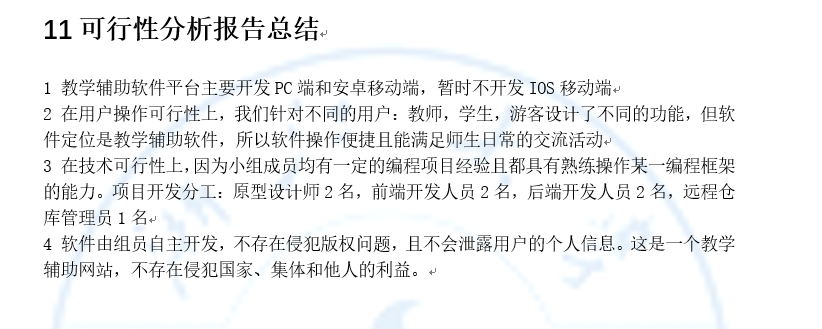 11 可行性分析报告总结
1 教学辅助软件平台主要开发 PC 端和安卓移动端，暂时不开发 IOS 移动端
2 在用户操作可行性上，我们针对不同的用户：教师，学生，游客设计了不同的功能，但软
件定位是教学辅助软件，所以软件操作便捷且能满足师生日常的交流活动
3 在技术可行性上，因为小组成员均有一定的编程项目经验且都具有熟练操作某一编程框架
的能力。项目开发分工：原型设计师 2 名，前端开发人员 2 名，后端开发人员 2 名，远程仓
库管理员 1 名
4 软件由组员自主开发，不存在侵犯版权问题，且不会泄露用户的个人信息。这是一个教学
辅助网站，不存在侵犯国家、集体和他人的利益。